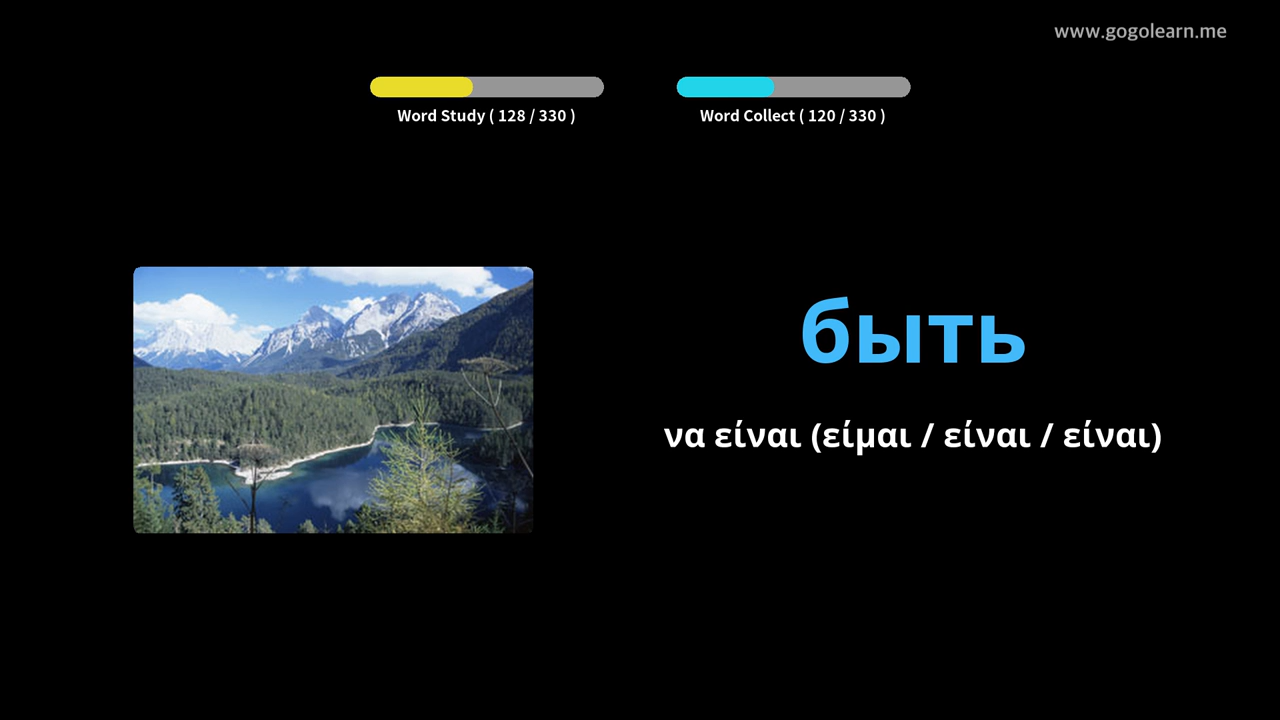 www.gogolearn.me
Word Study ( 128 / 330 )
Word Collect ( 120 / 330 )
быть
να είναι (είμαι / είναι / είναι)